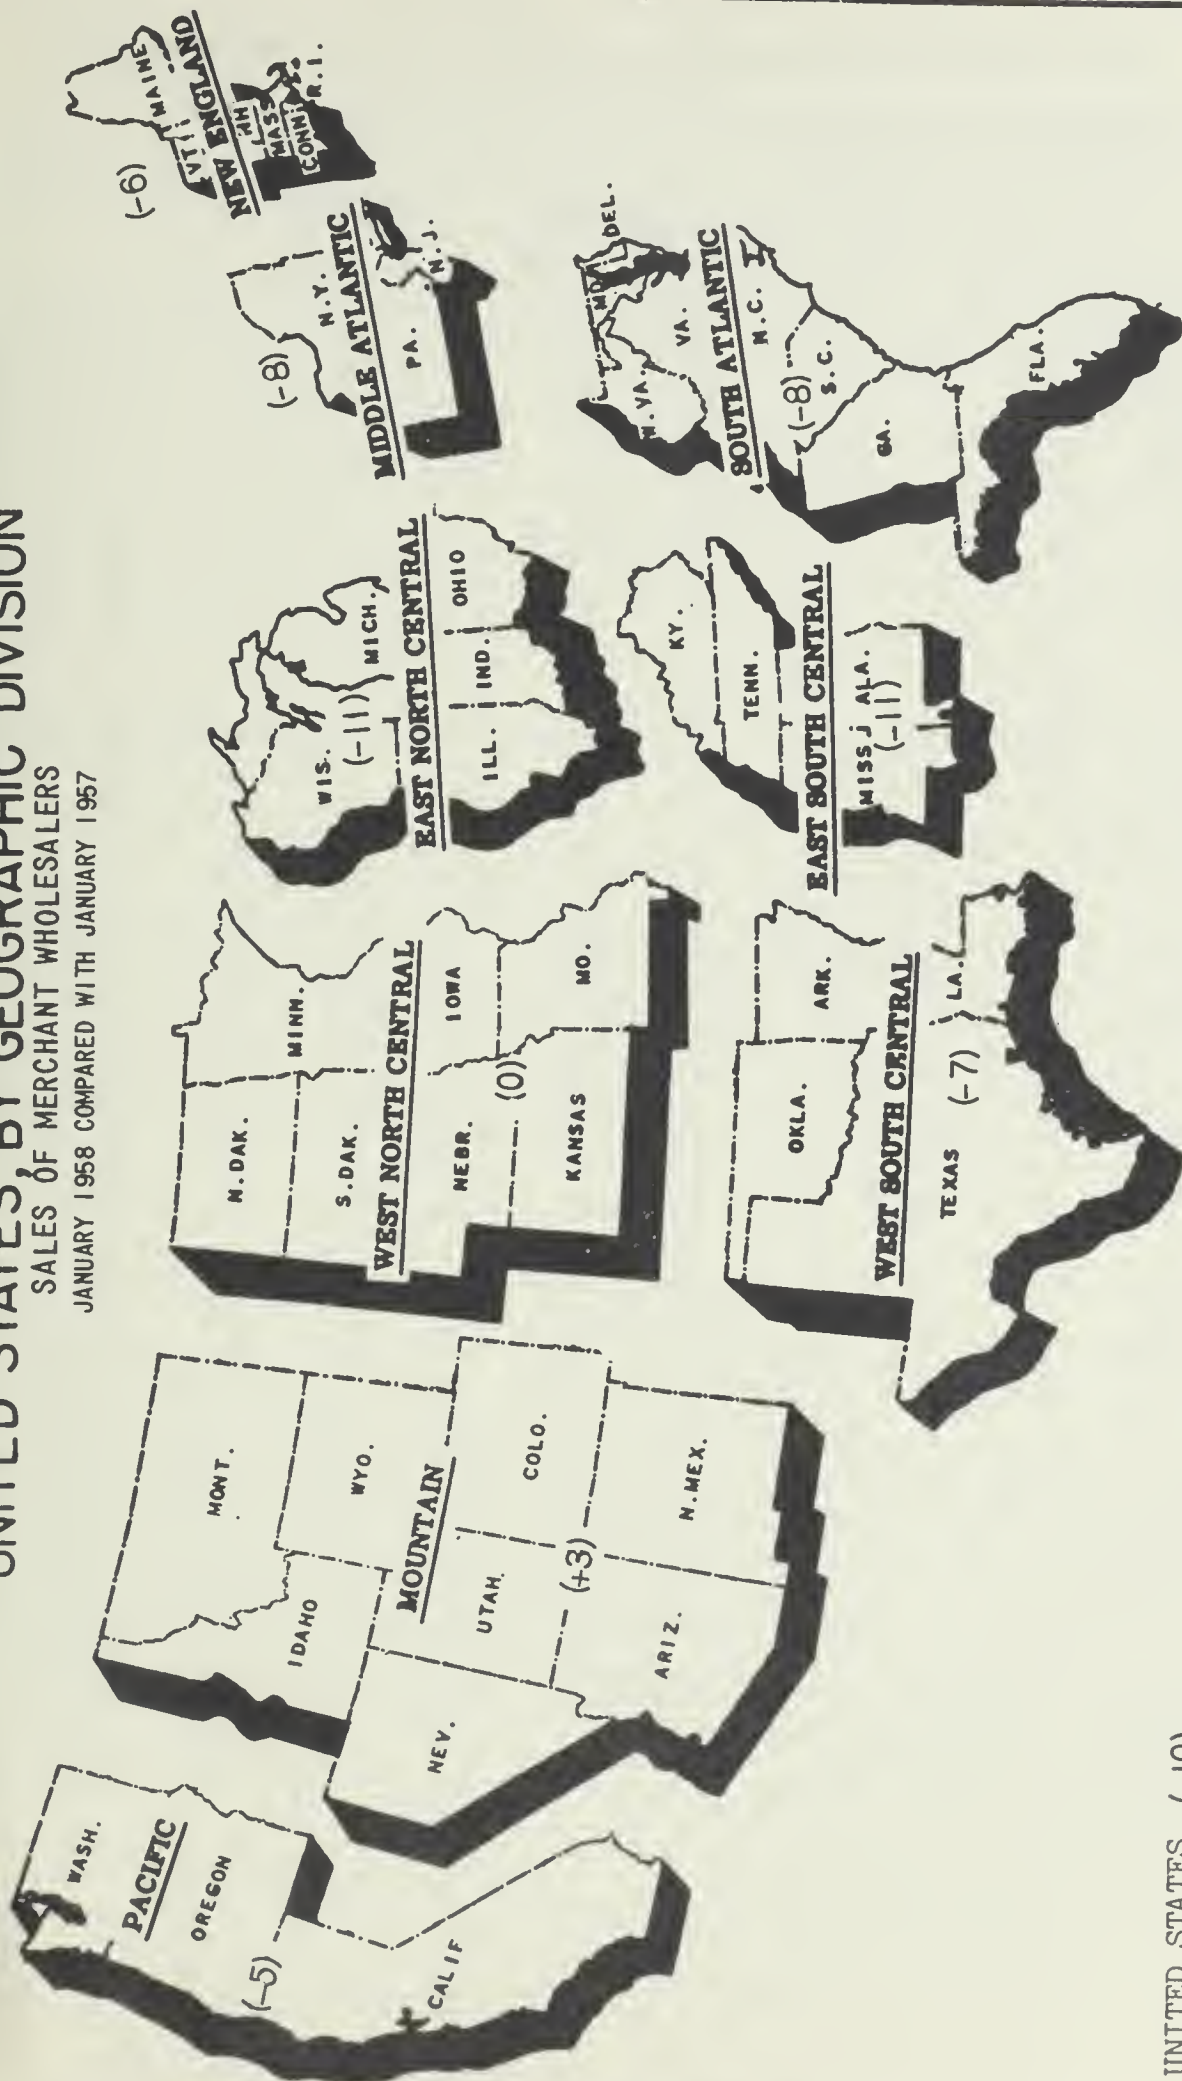 UNITED STATES, BY GEOGRAPHIC DIVISION
SALES OF MERCHANT WHOLESALERS
JANUARY 1958 COMPARED WITH JANUARY 1957
WASH.
PACIFIC
OREGON
(-5)
CALIF
MONT.
IDAHO
WYO.
MOUNTAIN
NEV.
UTAH.
COLO.
(+3)
ARIZ.
N.MEX.
N.DAK.
MINN.
S.DAK.
WEST NORTH CENTRAL
NEBR.
IOWA
(0)
KANSAS
MO.
OKLA.
ARK.
WEST SOUTH CENTRAL
TEXAS
LA.
(-7)
WIS.
MICH.
(-11)
EAST NORTH CENTRAL
ILL.
IND.
OHIO
KY.
TENN.
EAST SOUTH CENTRAL
MISS
ALA.
(-11)
(-8)
N.Y.
MIDDLE ATLANTIC
PA.
N.J.
(-6)
MAINE
VT
NEW ENGLAND
NH
MASS
CONN
R.I.
MD.
DEL.
W.VA.
VA.
SOUTH ATLANTIC
N.C.
(-8)
S.C.
GA.
FLA.
UNITED STATES